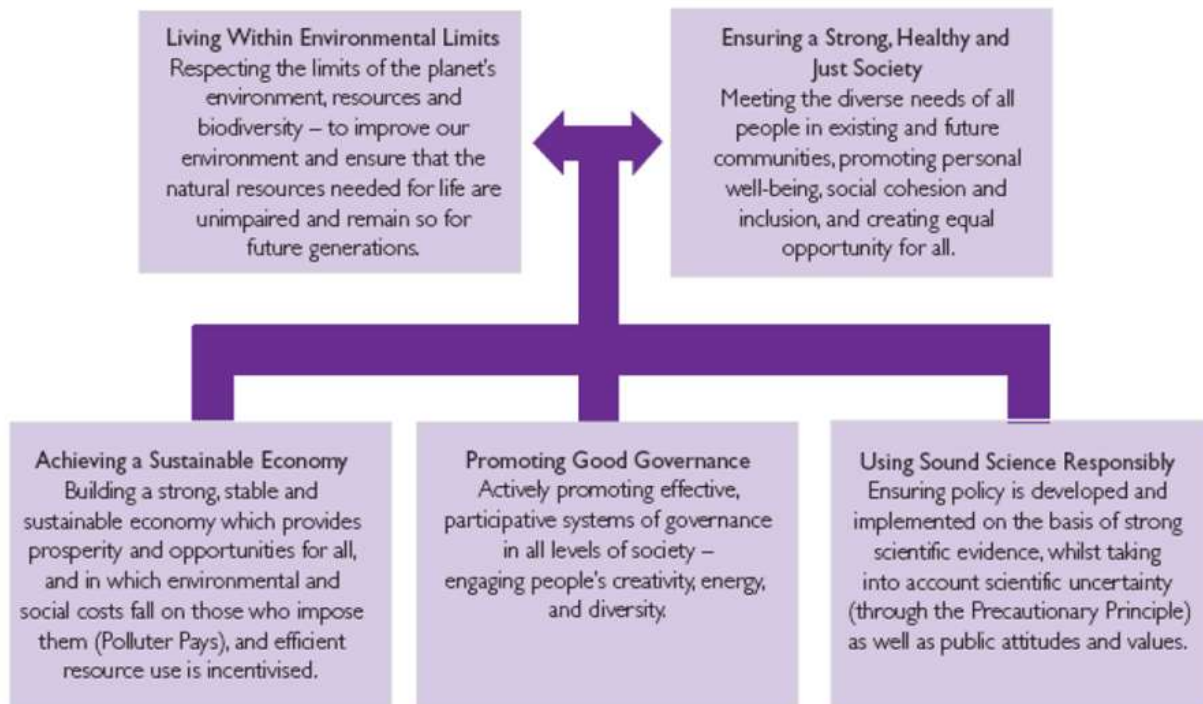 Living Within Environmental Limits
Respecting the limits of the planet's
environment, resources and
biodiversity – to improve our
environment and ensure that the
natural resources needed for life are
unimpaired and remain so for
future generations.
Ensuring a Strong, Healthy and
Just Society
Meeting the diverse needs of all
people in existing and future
communities, promoting personal
well-being, social cohesion and
inclusion, and creating equal
opportunity for all.
Achieving a Sustainable Economy
Building a strong, stable and
sustainable economy which provides
prosperity and opportunities for all,
and in which environmental and
social costs fall on those who impose
them (Polluter Pays), and efficient
resource use is incentivised.
Promoting Good Governance
Actively promoting effective,
participative systems of governance
in all levels of society –
engaging people's creativity, energy,
and diversity.
Using Sound Science Responsibly
Ensuring policy is developed and
implemented on the basis of strong
scientific evidence, whilst taking
into account scientific uncertainty
(through the Precautionary Principle)
as well as public attitudes and values.